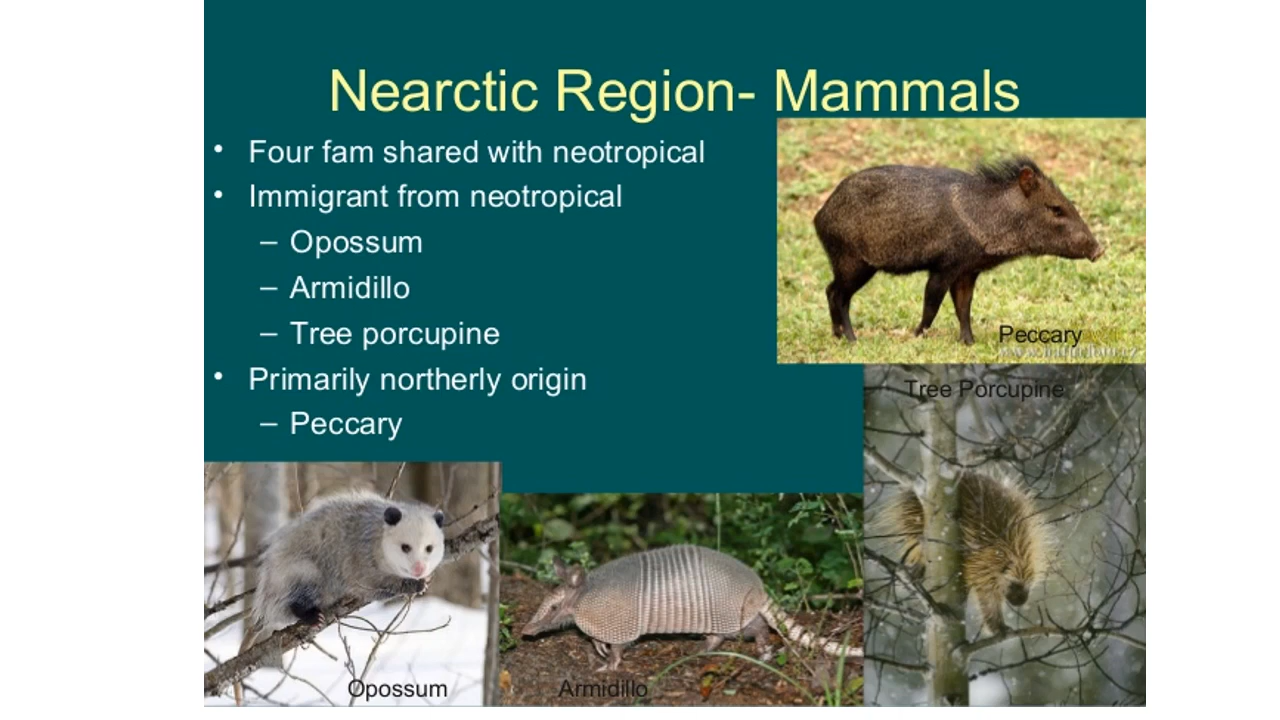 Nearctic Region- Mammals
• Four fam shared with neotropical
• Immigrant from neotropical
– Opossum
– Armidillo
– Tree porcupine
• Primarily northerly origin
– Peccary
Peccary
Tree Porcupine
Opossum
Armidillo